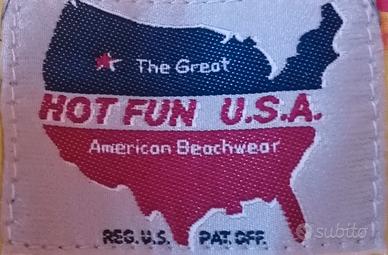 The Great
HOT FUN U.S.A.
American Beachwear
REG. U.S. PAT. OFF.
subito